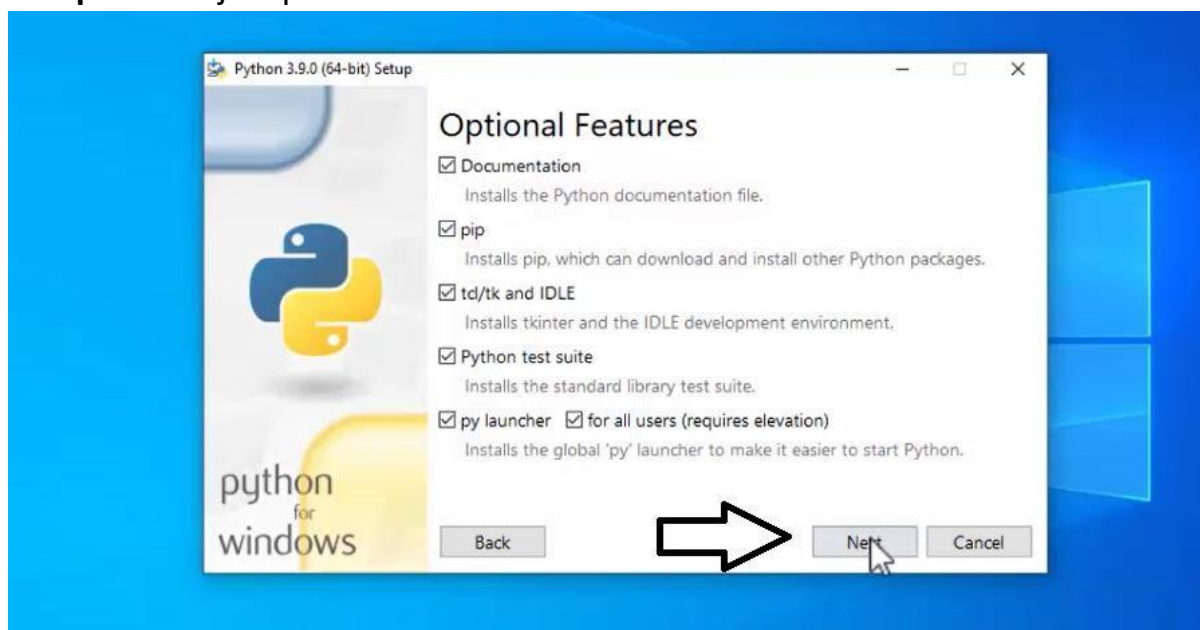 Python 3.9.0 (64-bit) Setup
Optional Features
Documentation
Installs the Python documentation file.
pip
Installs pip, which can download and install other Python packages.
tcl/tk and IDLE
Installs tkinter and the IDLE development environment.
Python test suite
Installs the standard library test suite.
py launcher for all users (requires elevation)
Installs the global 'py' launcher to make it easier to start Python.
python
for
windows
Back Next Cancel